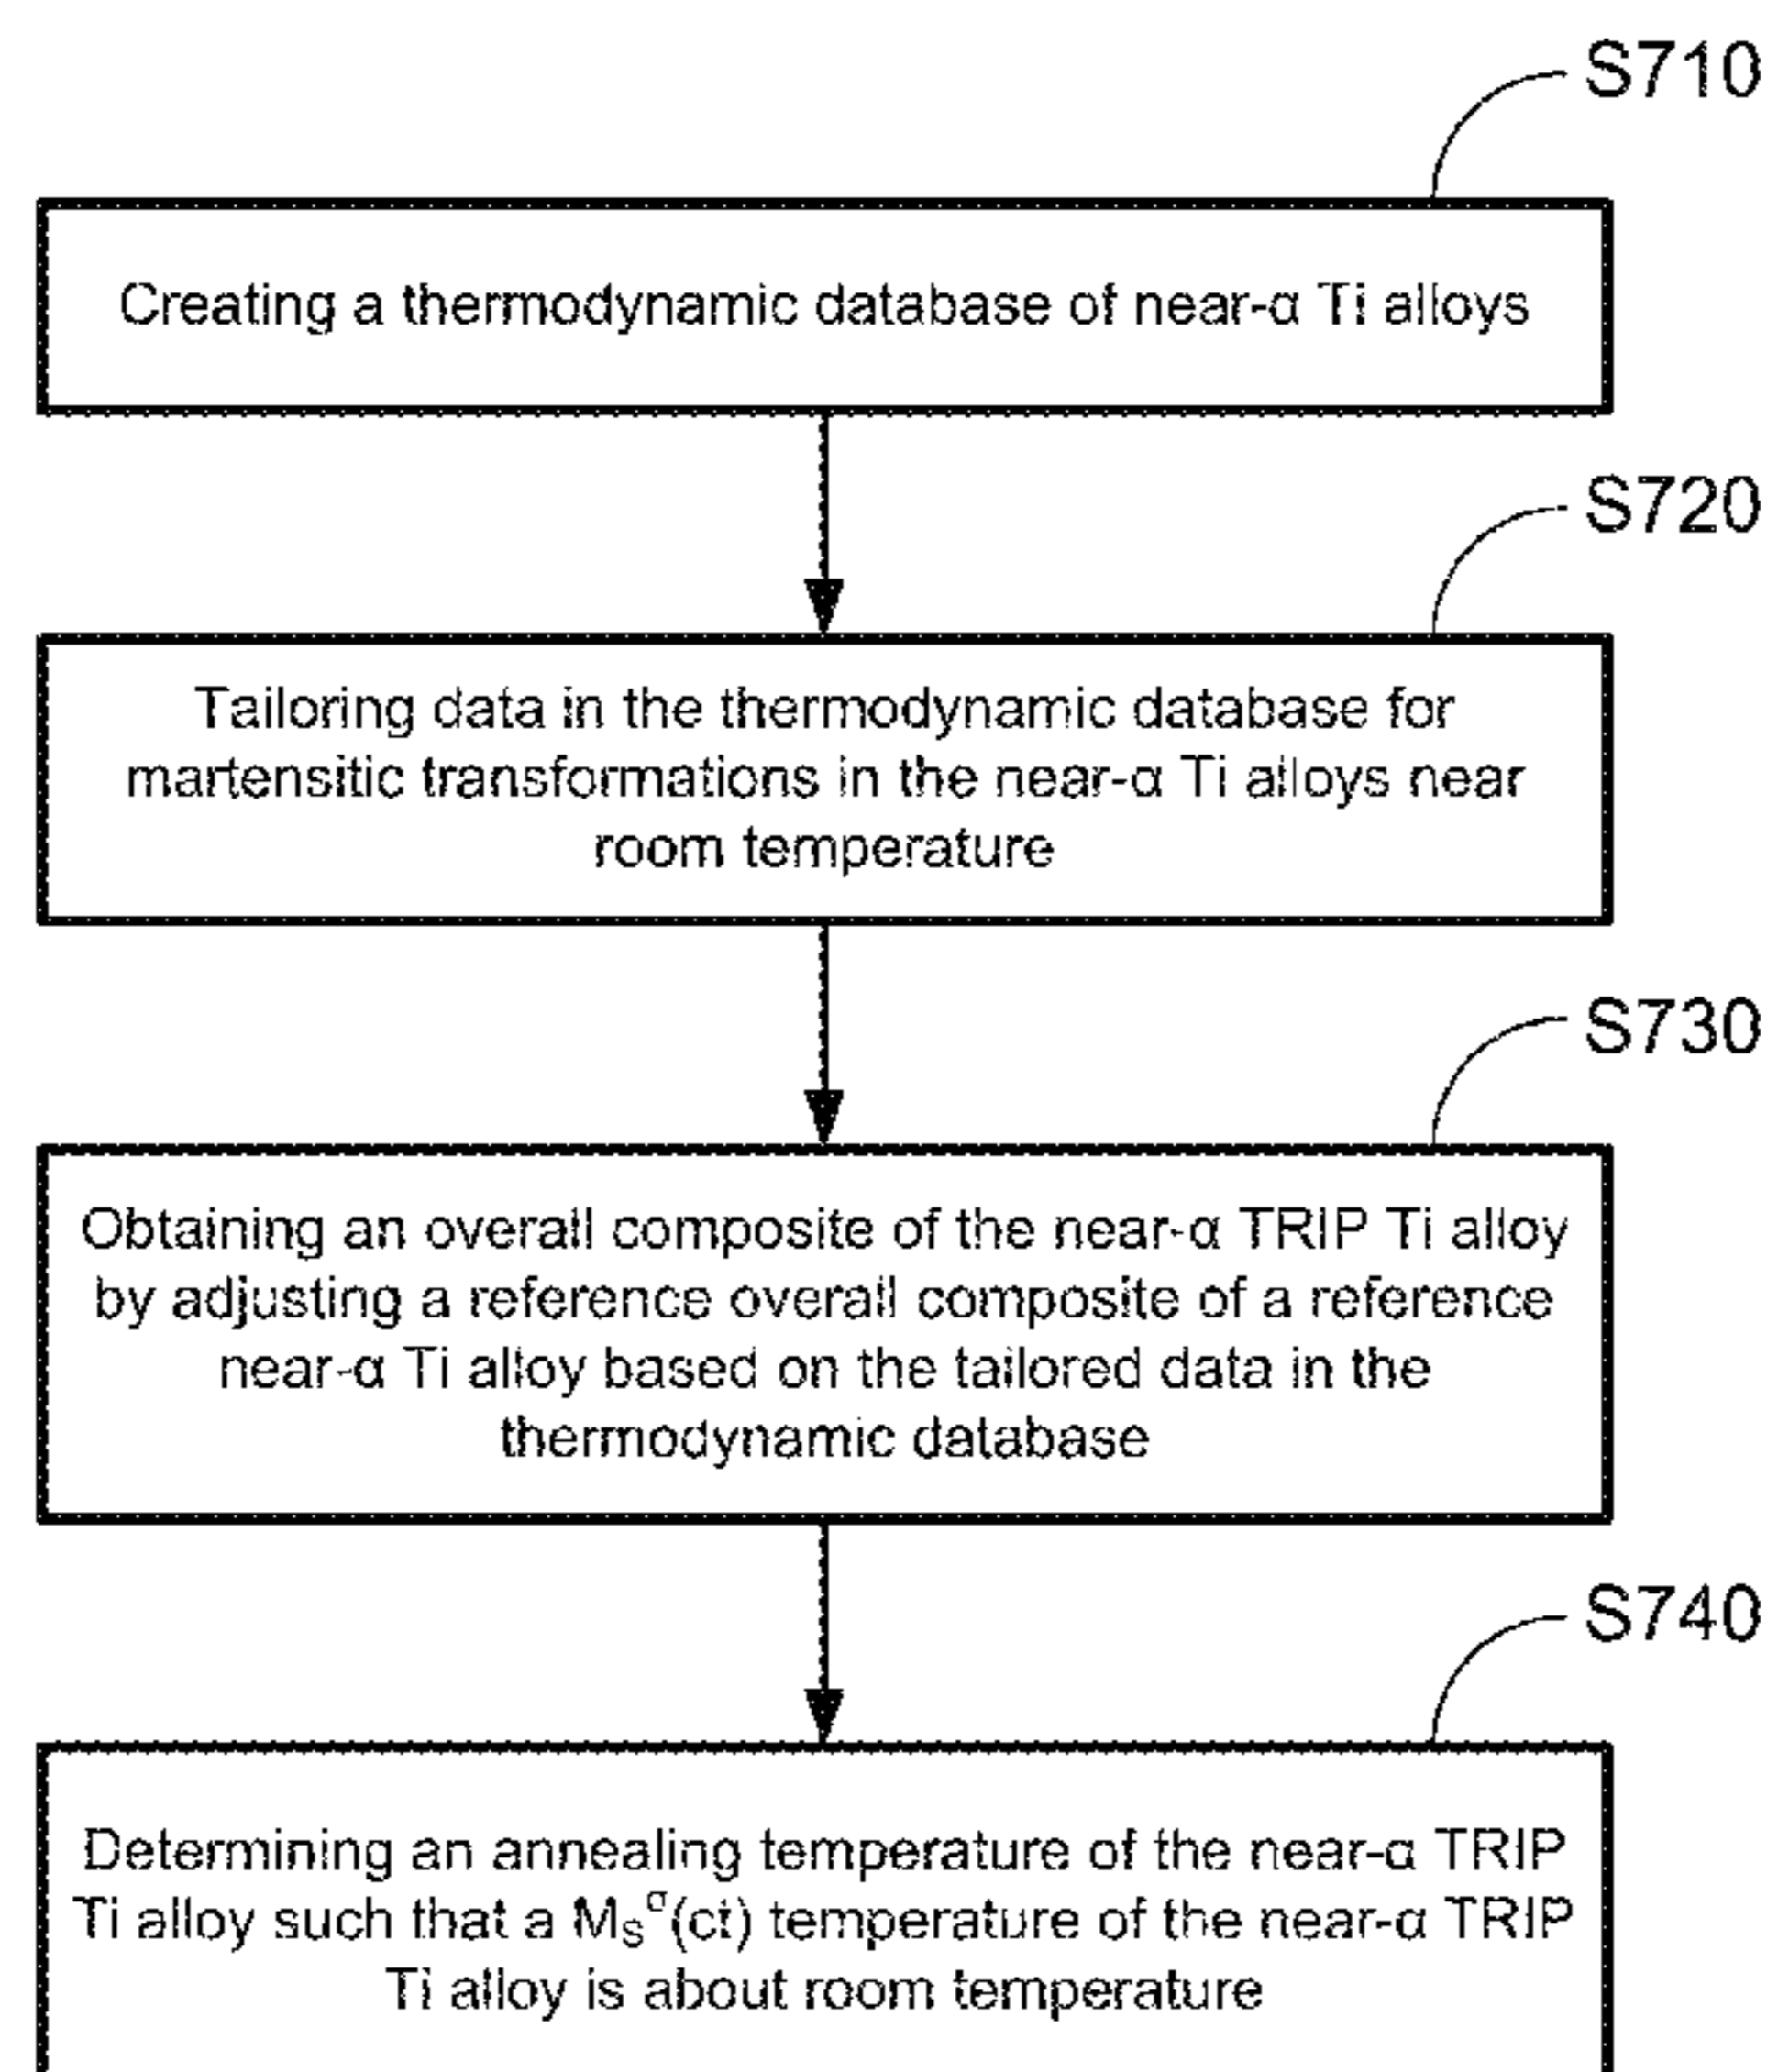 S710
Creating a thermodynamic database of near-α Ti alloys
S720
Tailoring data in the thermodynamic database for
martensitic transformations in the near-α Ti alloys near
room temperature
S730
Obtaining an overall composite of the near-α TRIP Ti alloy
by adjusting a reference overall composite of a reference
near-α Ti alloy based on the tailored data in the
thermodynamic database
S740
Determining an annealing temperature of the near-α TRIP
Ti alloy such that a Msσ(ct) temperature of the near-α TRIP
Ti alloy is about room temperature